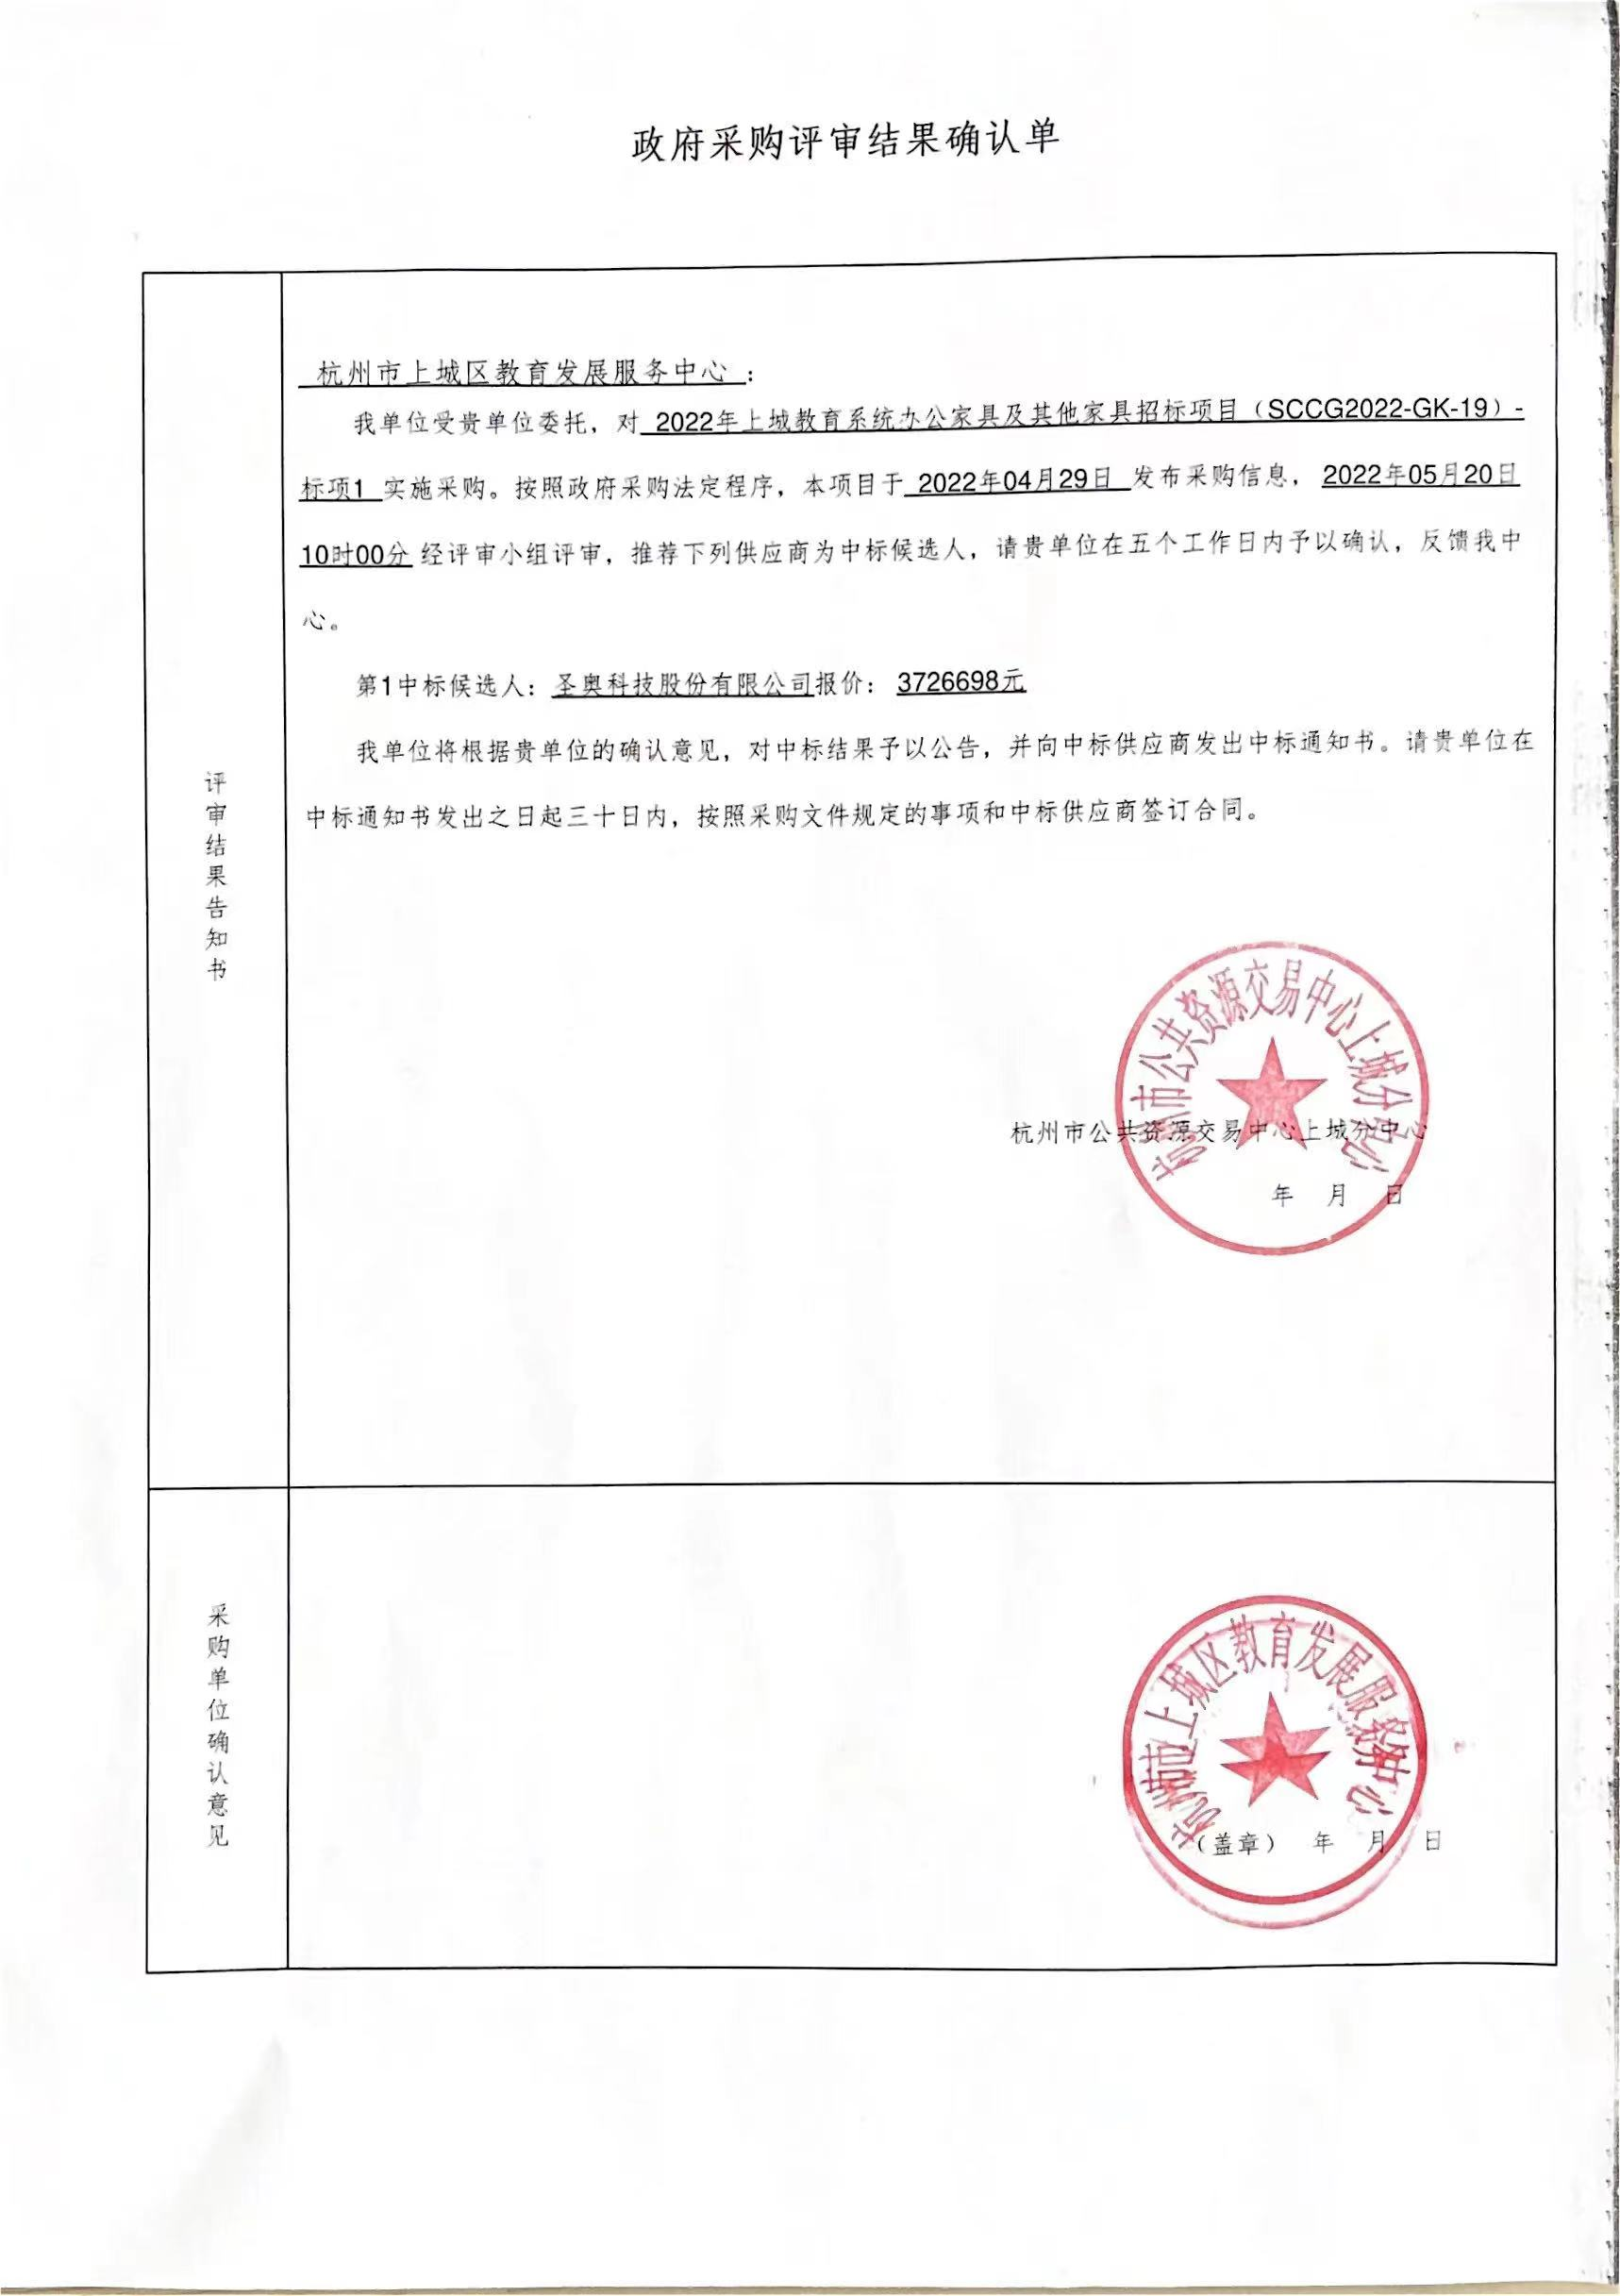 政府采购评审结果确认单
杭州市上城区教育发展服务中心：
我单位受贵单位委托，对 2022年上城教育系统办公家具及其他家具招标项目（SCCG2022-GK-19）-
标项1 实施采购。按照政府采购法定程序，本项目于 2022年04月29日 发布采购信息， 2022年05月20日
10时00分 经评审小组评审，推荐下列供应商为中标候选人，请贵单位在五个工作日内予以确认，反馈我中
心。
第1中标候选人：圣奥科技股份有限公司报价： 3726698元
我单位将根据贵单位的确认意见，对中标结果予以公告，并向中标供应商发出中标通知书。请贵单位在
中标通知书发出之日起三十日内，按照采购文件规定的事项和中标供应商签订合同。
评审结果告知书
杭州市公共资源交易中心上城分中心
杭州市公共资源交易中心上城分中心
年 月 日
采购单位确认意见
杭州市上城区教育发展服务中心
（盖章） 年 月 日